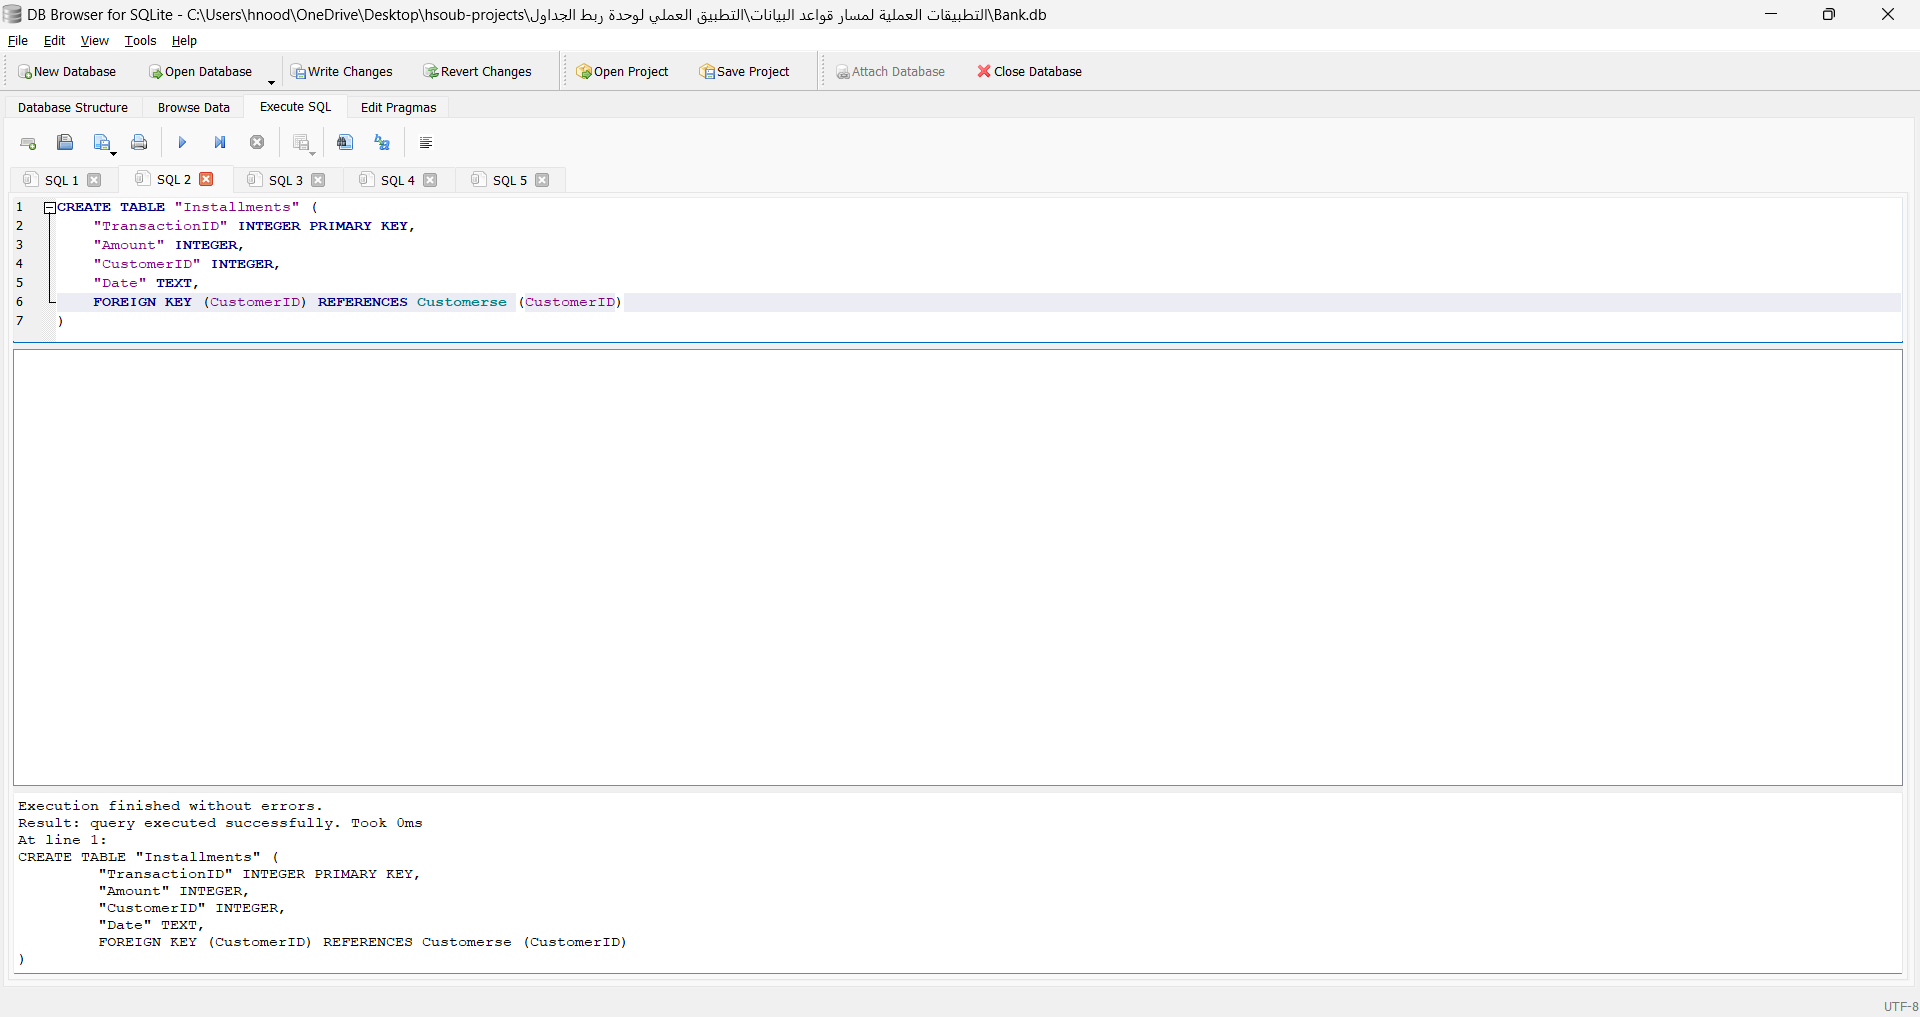 DB Browser for SQLite - C:\Users\hnood\OneDrive\Desktop\hsoub-projects\التطبيقات العملية لمسار قواعد البيانات\التطبيق العملي لوحدة ربط الجداول\Bank.db
File Edit View Tools Help
New Database Open Database Write Changes Revert Changes Open Project Save Project Attach Database Close Database
Database Structure Browse Data Execute SQL Edit Pragmas
SQL 1 SQL 2 SQL 3 SQL 4 SQL 5
1 CREATE TABLE "Installments" (
2 "TransactionID" INTEGER PRIMARY KEY,
3 "Amount" INTEGER,
4 "CustomerID" INTEGER,
5 "Date" TEXT,
6 FOREIGN KEY (CustomerID) REFERENCES Customerse (CustomerID)
7 )
Execution finished without errors.
Result: query executed successfully. Took 0ms
At line 1:
CREATE TABLE "Installments" (
"TransactionID" INTEGER PRIMARY KEY,
"Amount" INTEGER,
"CustomerID" INTEGER,
"Date" TEXT,
FOREIGN KEY (CustomerID) REFERENCES Customerse (CustomerID)
)
UTF-8